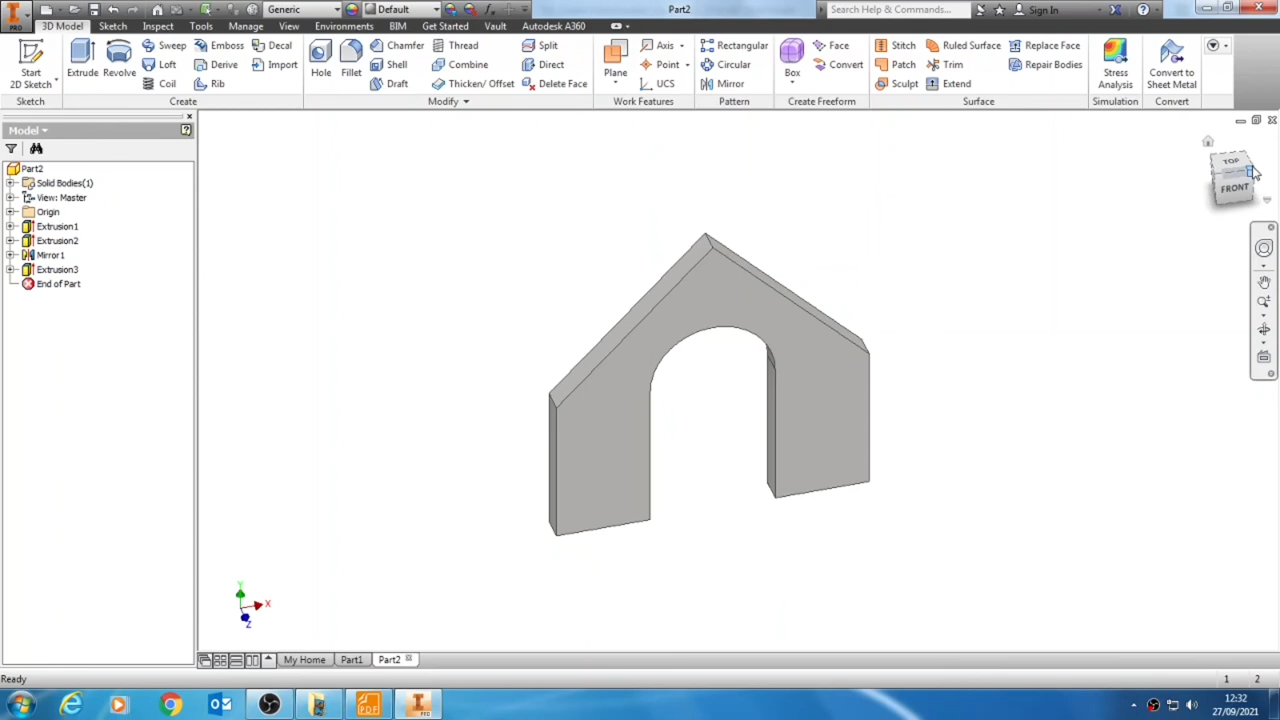 PRO
Generic
Default
Part2
Search Help & Commands...
Sign In
3D Model
Sketch
Inspect
Tools
Manage
View
Environments
BIM
Get Started
Vault
Autodesk A360
Start
2D Sketch
Extrude
Revolve
Sweep
Loft
Coil
Emboss
Derive
Rib
Decal
Import
Hole
Fillet
Chamfer
Shell
Draft
Thread
Combine
Thicken/ Offset
Split
Direct
Delete Face
Plane
Axis
Point
UCS
Rectangular
Circular
Mirror
Box
Face
Convert
Stitch
Patch
Sculpt
Ruled Surface
Trim
Extend
Replace Face
Repair Bodies
Stress
Analysis
Convert to
Sheet Metal
Sketch
Create
Modify
Work Features
Pattern
Create Freeform
Surface
Simulation
Convert
Model
Part2
Solid Bodies(1)
View: Master
Origin
Extrusion1
Extrusion2
Mirror1
Extrusion3
End of Part
TOP
FRONT
Y
X
Z
My Home
Part1
Part2
Ready
1
2
PDF
PRO
12:32
27/09/2021